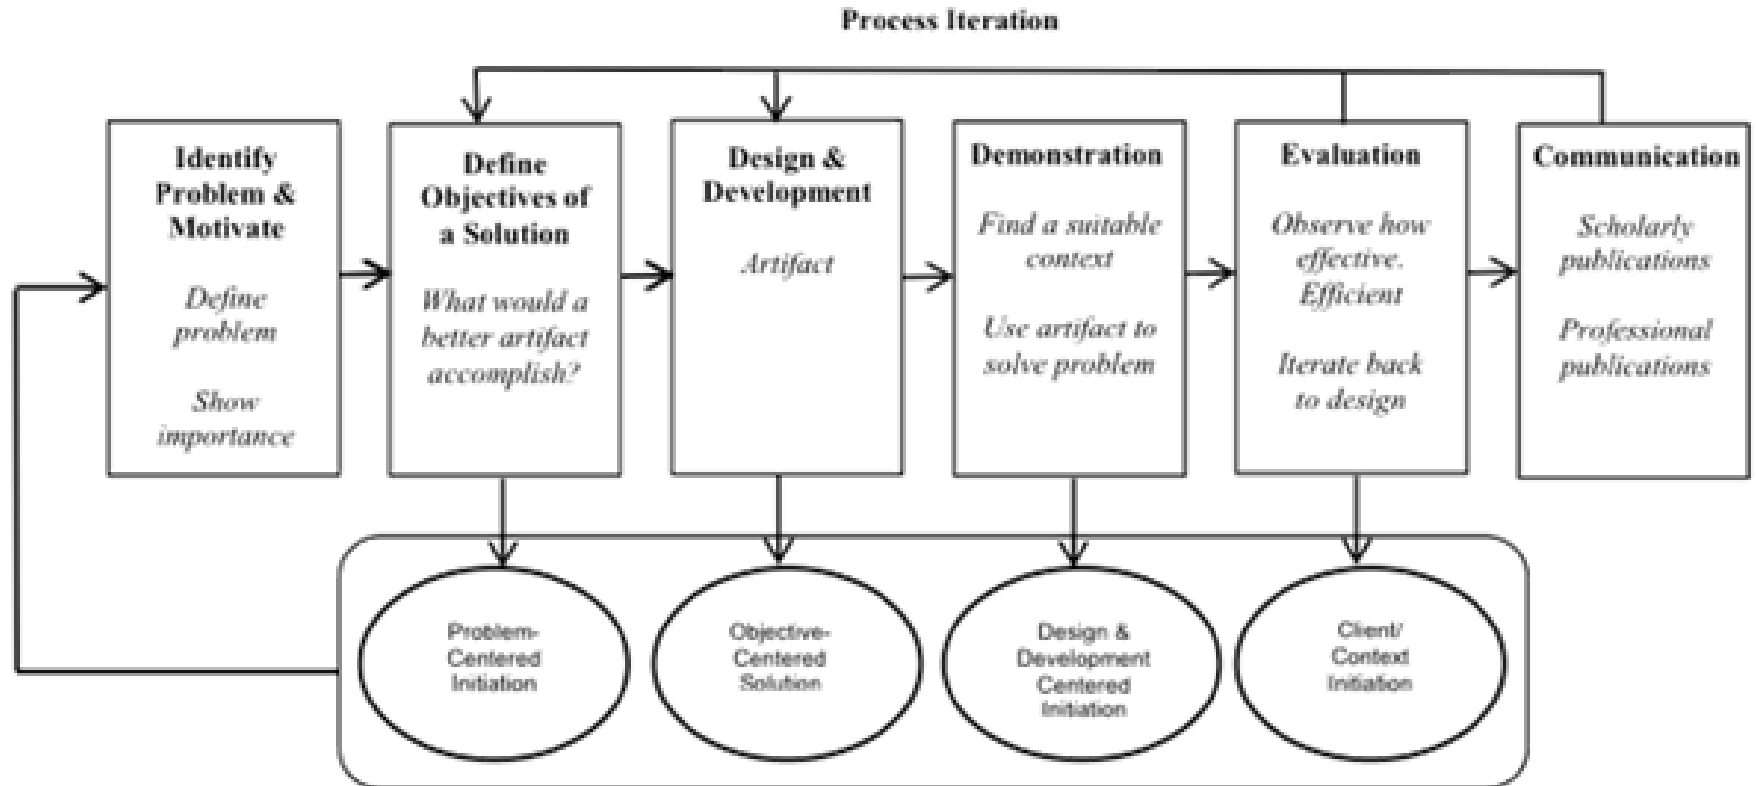 Process Iteration
Identify
Problem &
Motivate
Define
problem
Show
importance
Define
Objectives of
a Solution
What would a
better artifact
accomplish?
Design &
Development
Artifact
Demonstration
Find a suitable
context
Use artifact to
solve problem
Evaluation
Observe how
effective.
Efficient
Iterate back
to design
Communication
Scholarly
publications
Professional
publications
Problem-
Centered
Initiation
Objective-
Centered
Solution
Design &
Development
Centered
Initiation
Client/
Context
Initiation